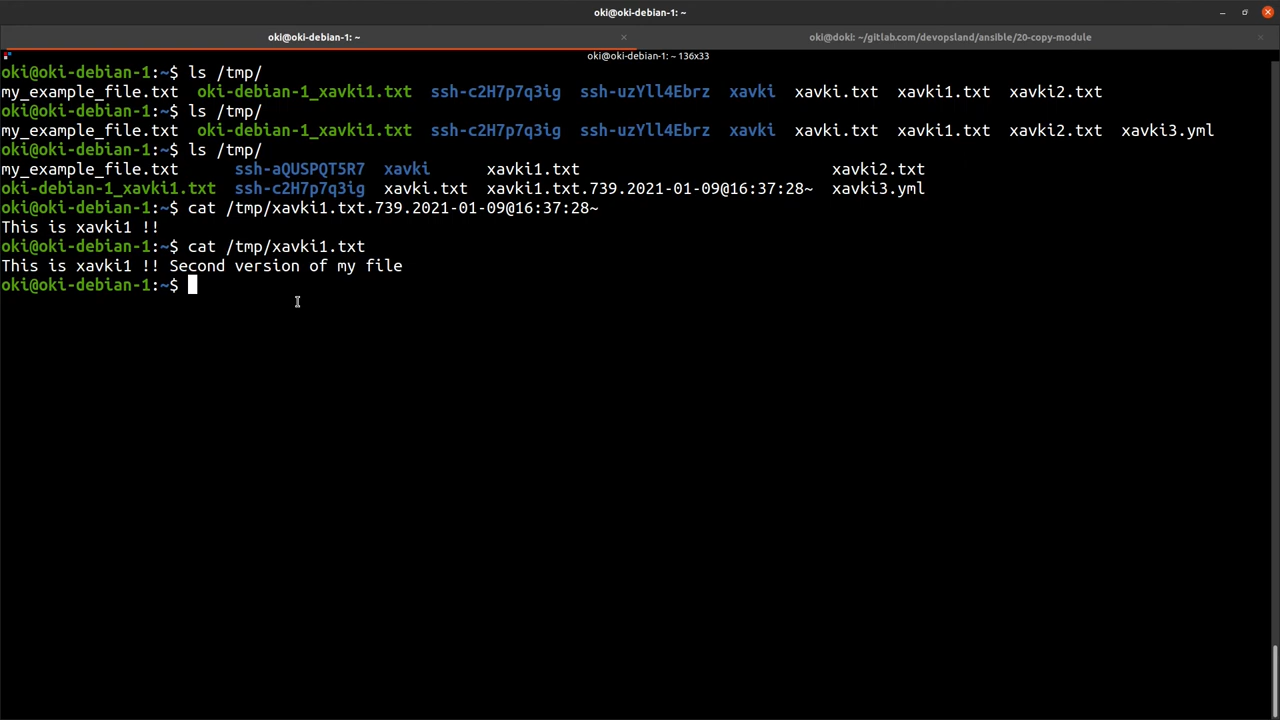 oki@oki-debian-1: ~
oki@oki-debian-1: ~ × oki@doki: ~/gitlab.com/devopsland/ansible/20-copy-module ×
oki@oki-debian-1: ~ 136x33
oki@oki-debian-1:~$ ls /tmp/
my_example_file.txt oki-debian-1_xavki1.txt ssh-c2H7p7q3ig ssh-uzYll4Ebrz xavki xavki.txt xavki1.txt xavki2.txt
oki@oki-debian-1:~$ ls /tmp/
my_example_file.txt oki-debian-1_xavki1.txt ssh-c2H7p7q3ig ssh-uzYll4Ebrz xavki xavki.txt xavki1.txt xavki2.txt xavki3.yml
oki@oki-debian-1:~$ ls /tmp/
my_example_file.txt ssh-aQUSPQT5R7 xavki xavki1.txt xavki2.txt
oki-debian-1_xavki1.txt ssh-c2H7p7q3ig xavki.txt xavki1.txt.739.2021-01-09@16:37:28~ xavki3.yml
oki@oki-debian-1:~$ cat /tmp/xavki1.txt.739.2021-01-09@16:37:28~
This is xavki1 !!
oki@oki-debian-1:~$ cat /tmp/xavki1.txt
This is xavki1 !! Second version of my file
oki@oki-debian-1:~$